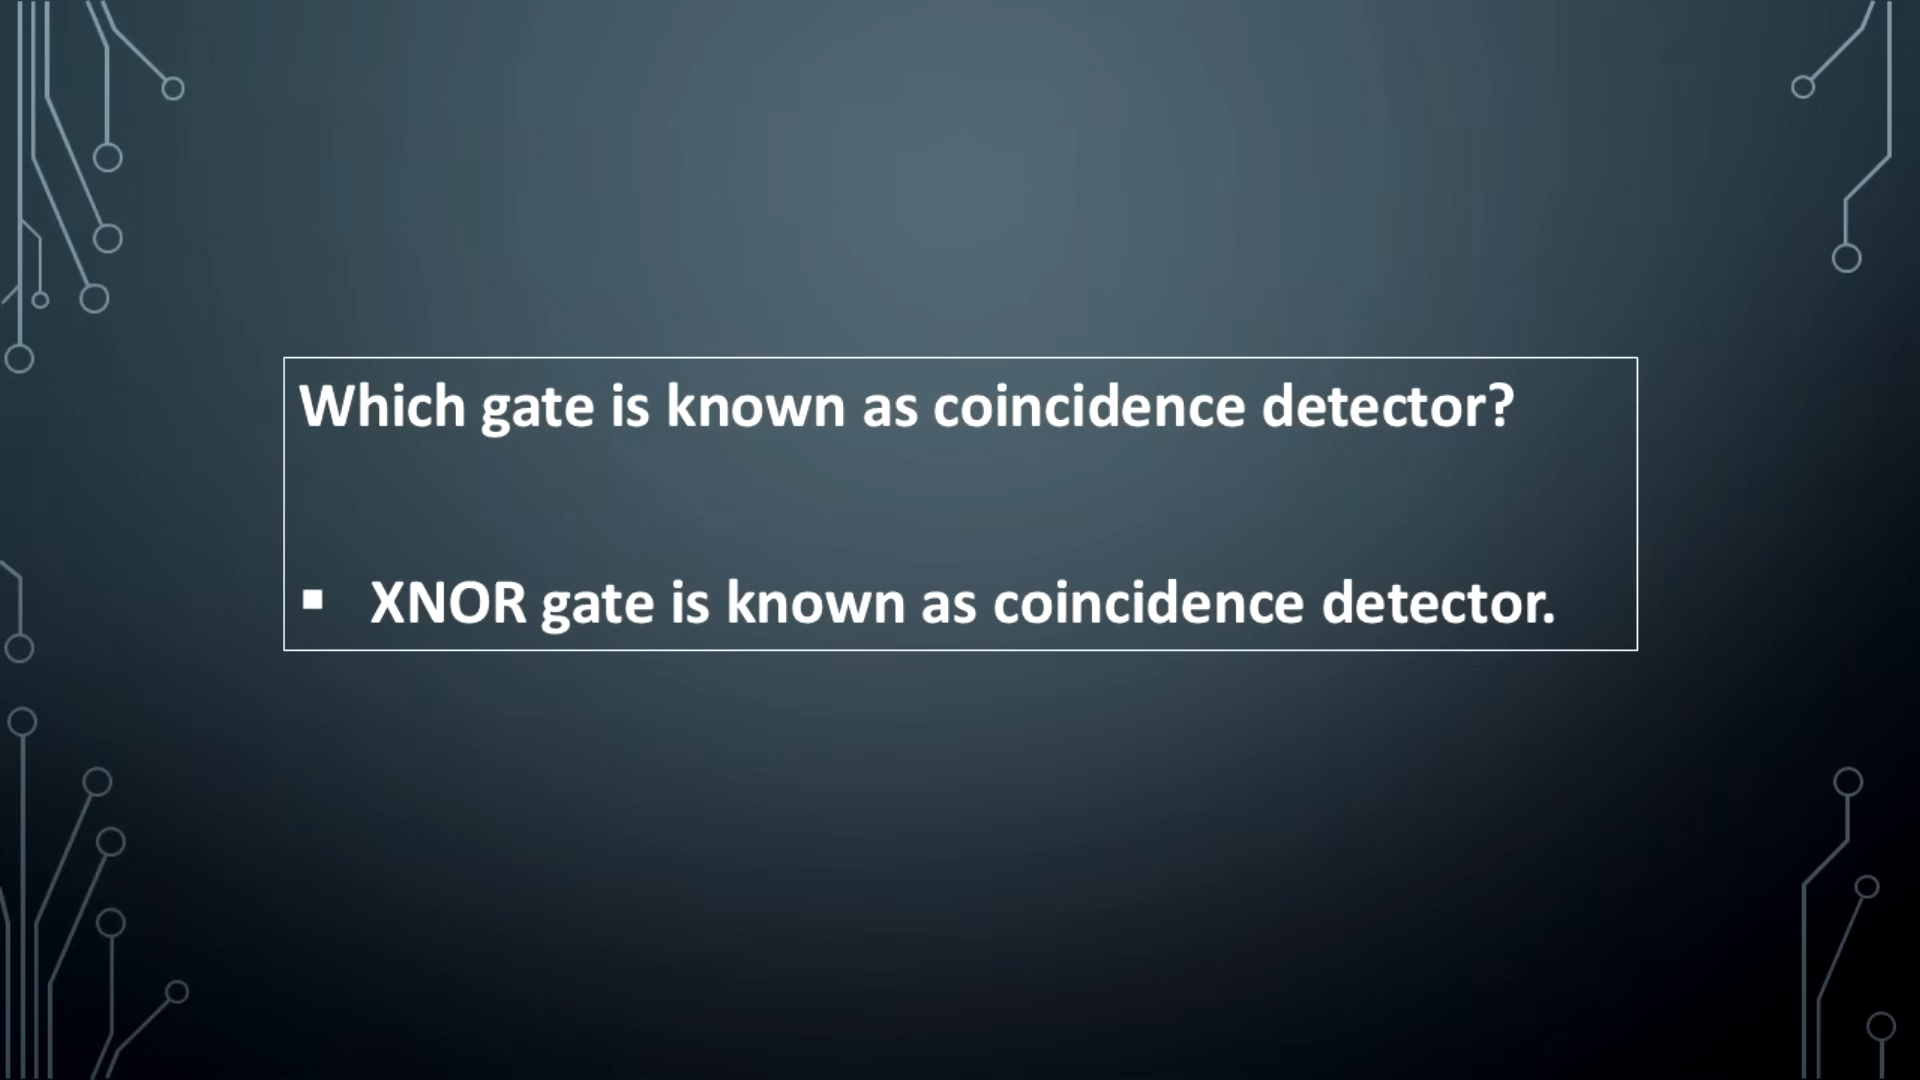 Which gate is known as coincidence detector?
▪ XNOR gate is known as coincidence detector.